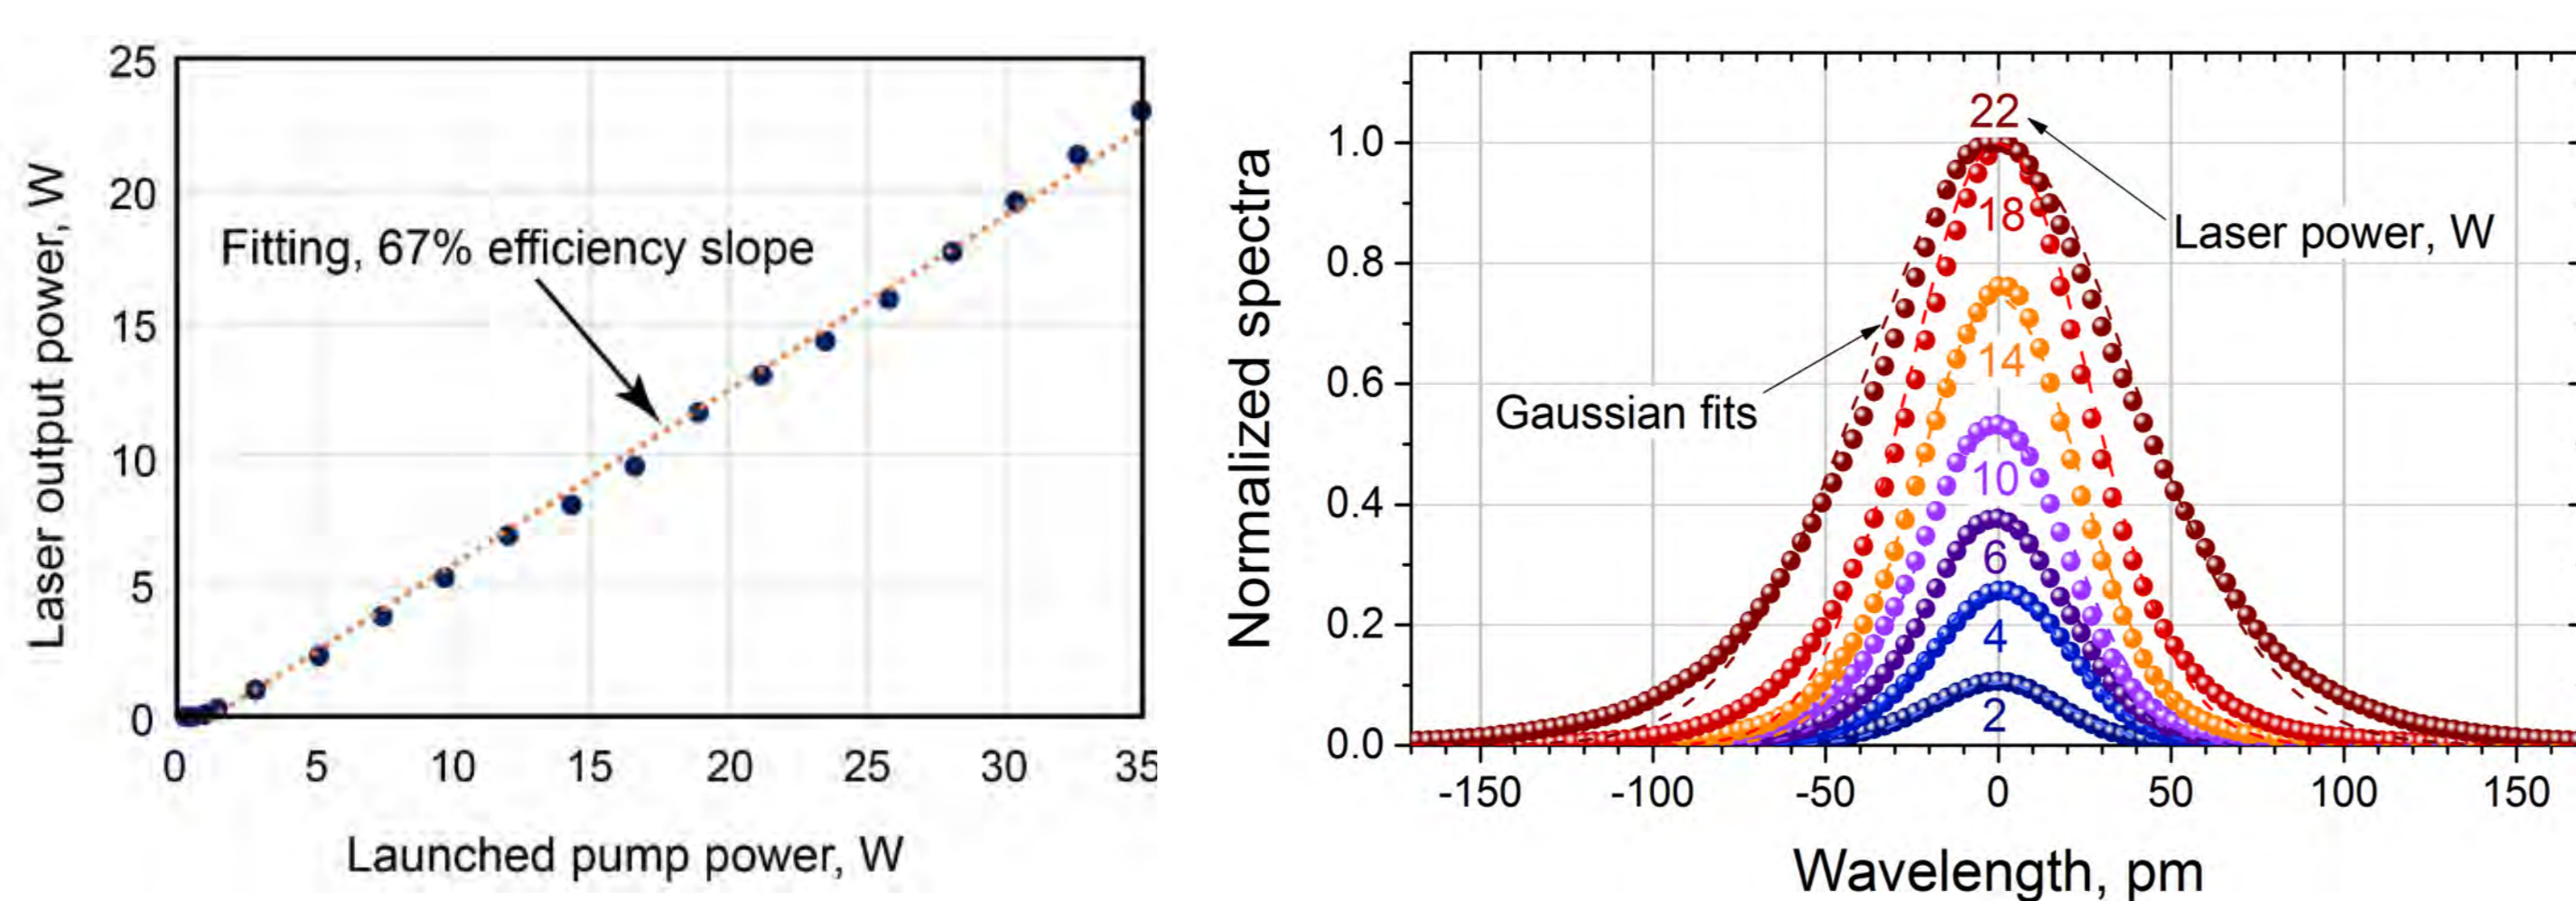 25
20
15
10
5
0
0 5 10 15 20 25 30 35
Laser output power, W
Launched pump power, W
Fitting, 67% efficiency slope
1.0
0.8
0.6
0.4
0.2
0.0
-150 -100 -50 0 50 100 150
Normalized spectra
Wavelength, pm
22
18
14
10
6
4
2
Laser power, W
Gaussian fits